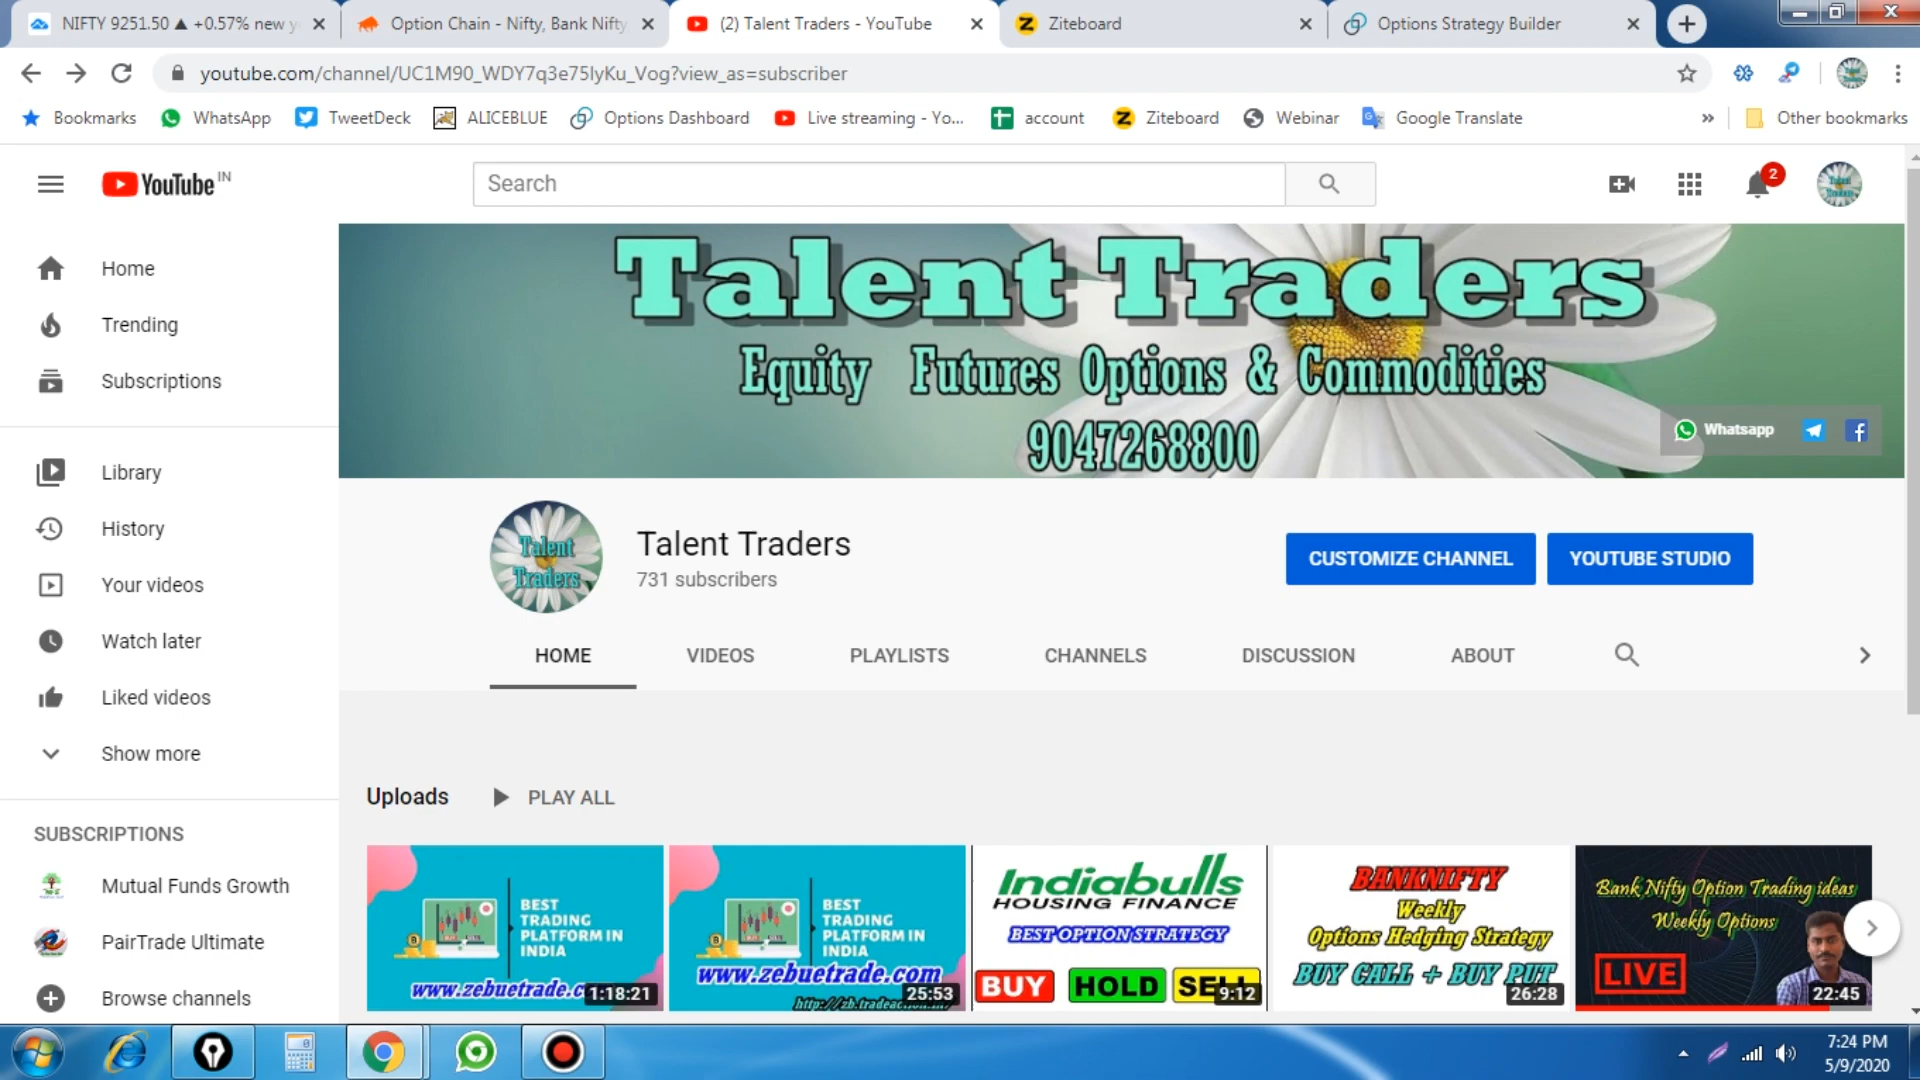 NIFTY 9251.50 ▲ +0.57% new y
Option Chain - Nifty, Bank Nifty
(2) Talent Traders - YouTube
Ziteboard
Options Strategy Builder
youtube.com/channel/UC1M90_WDY7q3e75lyKu_Vog?view_as=subscriber
Bookmarks
WhatsApp
TweetDeck
ALICEBLUE
Options Dashboard
Live streaming - Yo...
account
Ziteboard
Webinar
Google Translate
Other bookmarks
YouTube IN
Search
2
Home
Trending
Subscriptions
Library
History
Your videos
Watch later
Liked videos
Show more
SUBSCRIPTIONS
Mutual Funds Growth
PairTrade Ultimate
Browse channels
Talent Traders
Equity Futures Options & Commodities
9047268800
Whatsapp
Talent Traders
Talent Traders
731 subscribers
CUSTOMIZE CHANNEL
YOUTUBE STUDIO
HOME
VIDEOS
PLAYLISTS
CHANNELS
DISCUSSION
ABOUT
Uploads
PLAY ALL
BEST
TRADING
PLATFORM IN
INDIA
www.zebuetrade.c
1:18:21
BEST
TRADING
PLATFORM IN
INDIA
www.zebuetrade.com
25:53
Indiabulls
HOUSING FINANCE
BEST OPTION STRATEGY
BUY HOLD SELL
9:12
BANKNIFTY
Weekly
Options Hedging Strategy
BUY CALL + BUY PUT
26:28
Bank Nifty Option Trading ideas
Weekly Options
LIVE
22:45
7:24 PM
5/9/2020